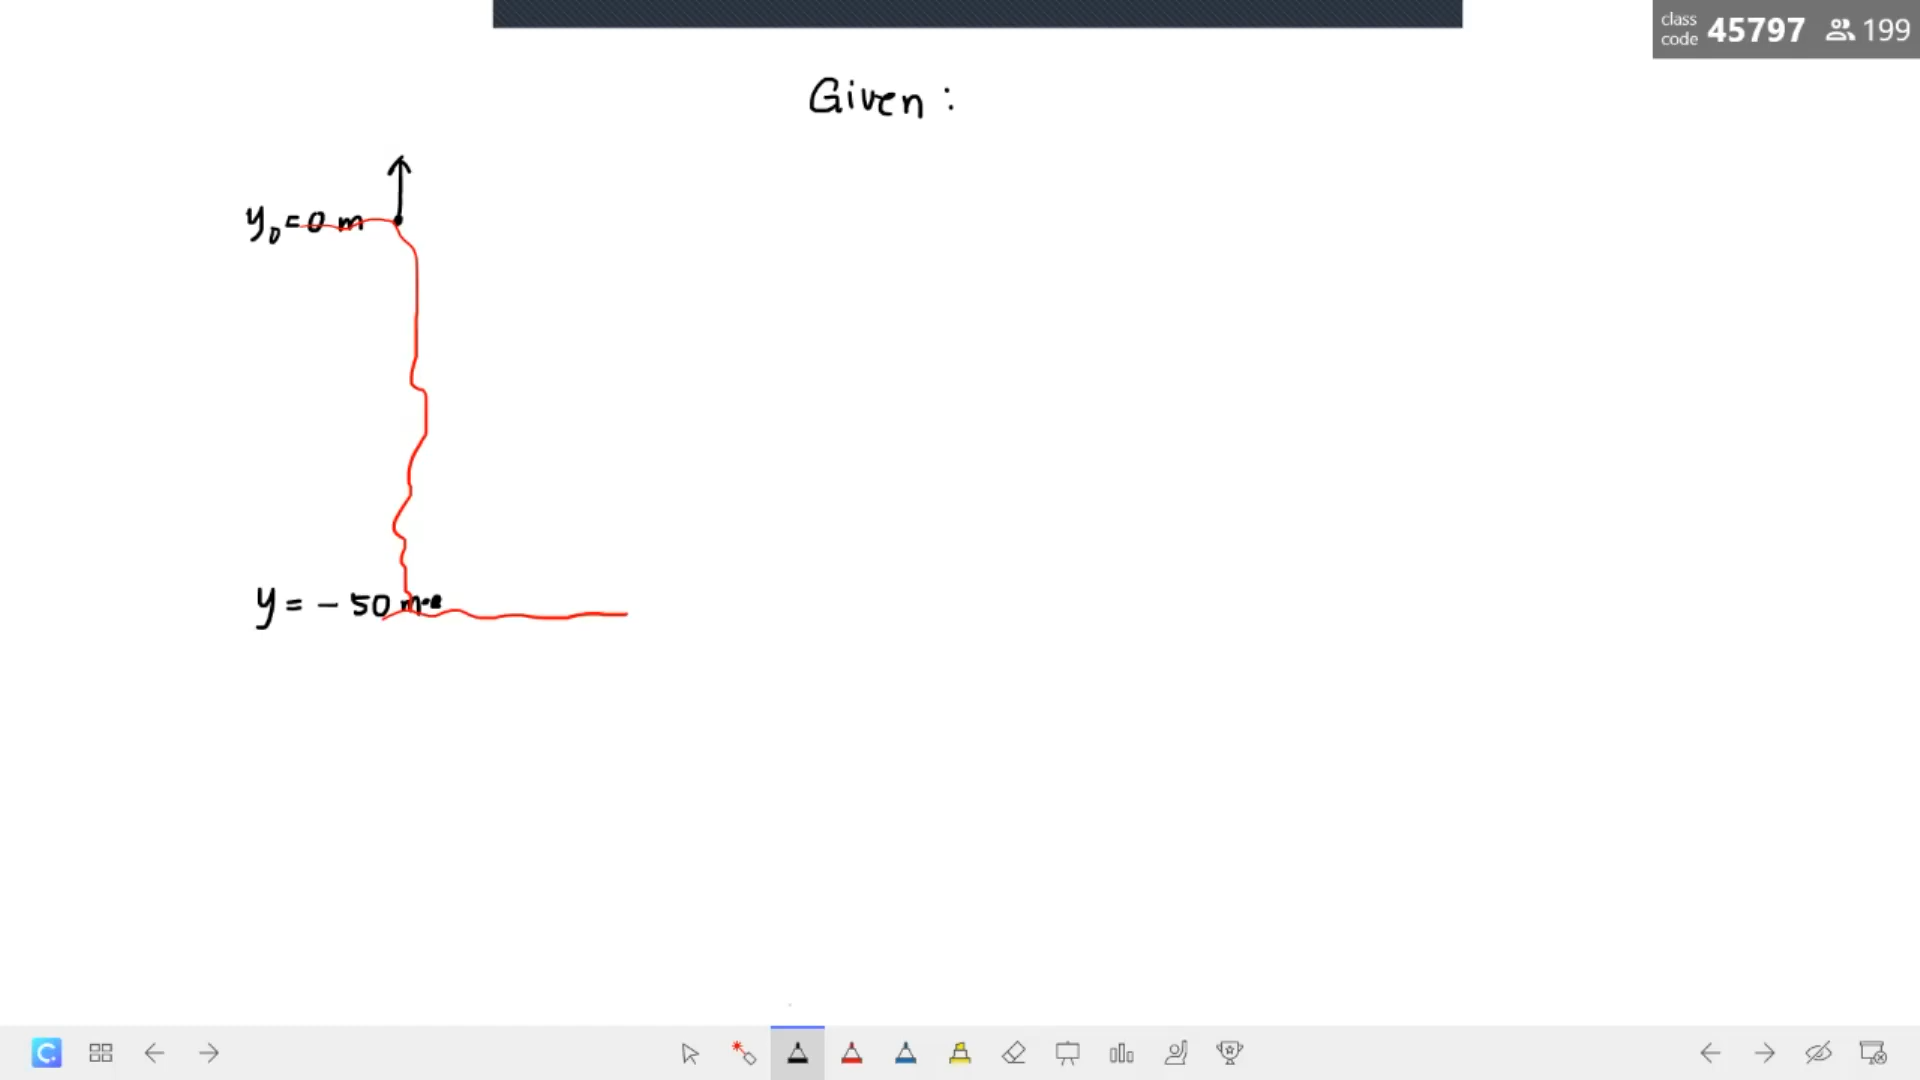 class code 45797 199
Given :
y₀ = 0 m
y = - 50 m